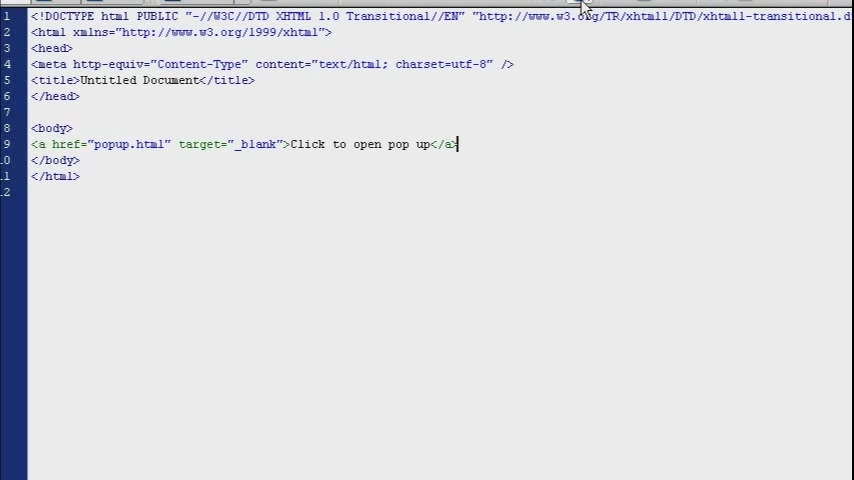 1 <!DOCTYPE html PUBLIC "-//W3C//DTD XHTML 1.0 Transitional//EN" "http://www.w3.org/TR/xhtml1/DTD/xhtml1-transitional.d
2 <html xmlns="http://www.w3.org/1999/xhtml">
3 <head>
4 <meta http-equiv="Content-Type" content="text/html; charset=utf-8" />
5 <title>Untitled Document</title>
6 </head>
7
8 <body>
9 <a href="popup.html" target="_blank">Click to open pop up</a>
10 </body>
11 </html>
12